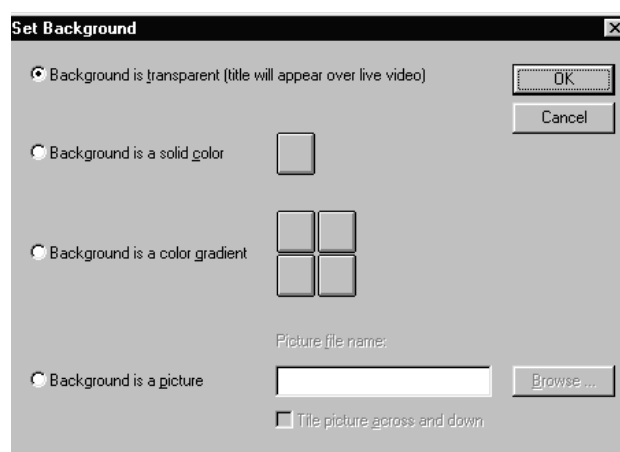 Set Background
Background is transparent (title will appear over live video)
OK
Cancel
Background is a solid color
Background is a color gradient
Picture file name:
Background is a picture
Browse ...
Tile picture across and down